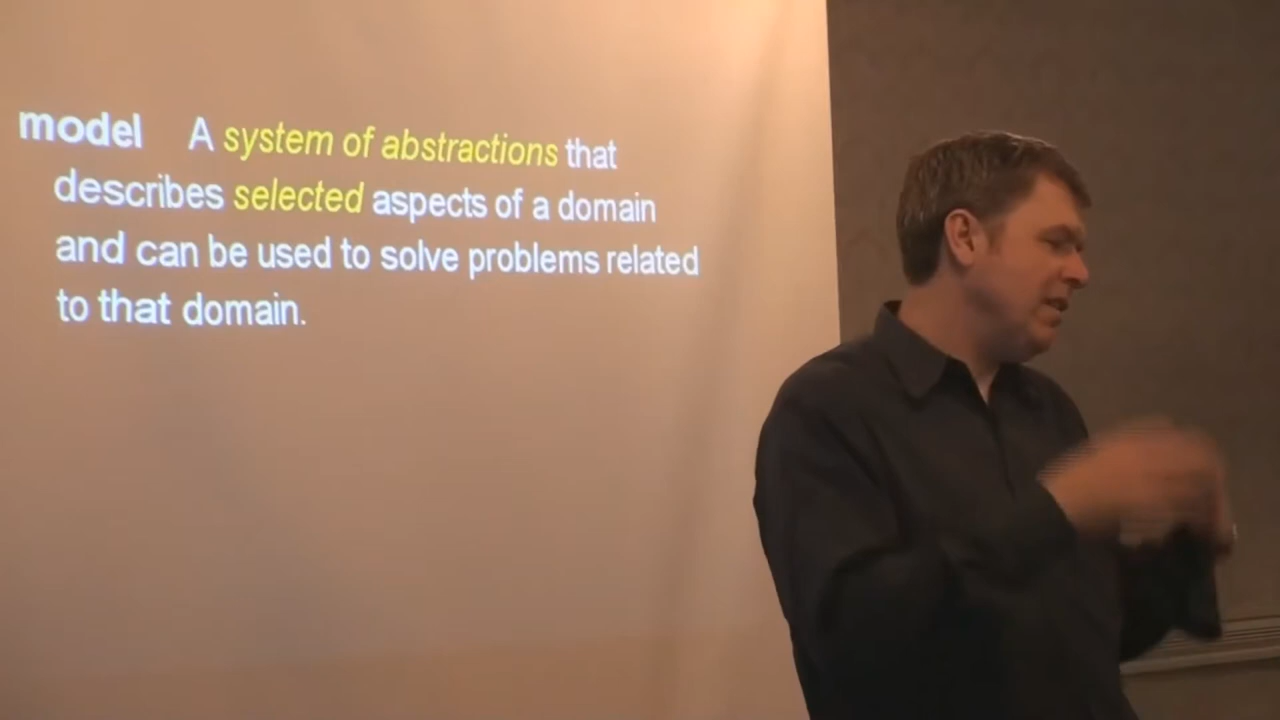 model A system of abstractions that
describes selected aspects of a domain
and can be used to solve problems related
to that domain.